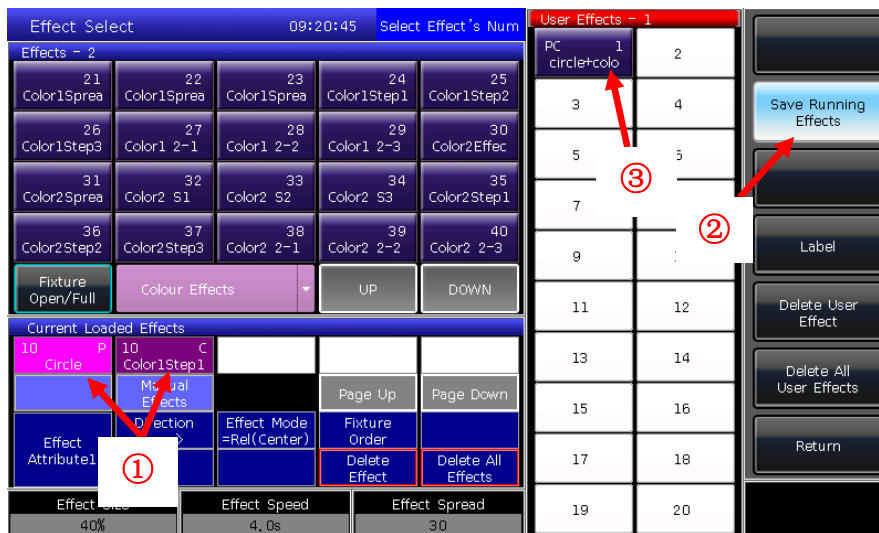 Effect Select 09:20:45 Select Effect's Num
Effects - 2
21 22 23 24 25
Color1Sprea Color1Sprea Color1Sprea Color1Step1 Color1Step2
26 27 28 29 30
Color1Step3 Color1 2-1 Color1 2-2 Color1 2-3 Color2Effec
31 32 33 34 35
Color2Sprea Color2 S1 Color2 S2 Color2 S3 Color2Step1
36 37 38 39 40
Color2Step2 Color2Step3 Color2 2-1 Color2 2-2 Color2 2-3
Fixture
Open/Full
Colour Effects
UP
DOWN
Current Loaded Effects
10 P
Circle
10 C
Color1Step1
Manual
Effects
Page Up
Page Down
Effect
Attribute1
Direction
>
Effect Mode
=Rel(Center)
Fixture
Order
Delete
Effect
Delete All
Effects
①
Effect Effect Speed Effect Spread
40% 4.0s 30
User Effects - 1
PC 1
circle+colo
2
3 4
5
③
7
②
9
11 12
13 14
15 16
17 18
19 20
Save Running
Effects
Label
Delete User
Effect
Delete All
User Effects
Return